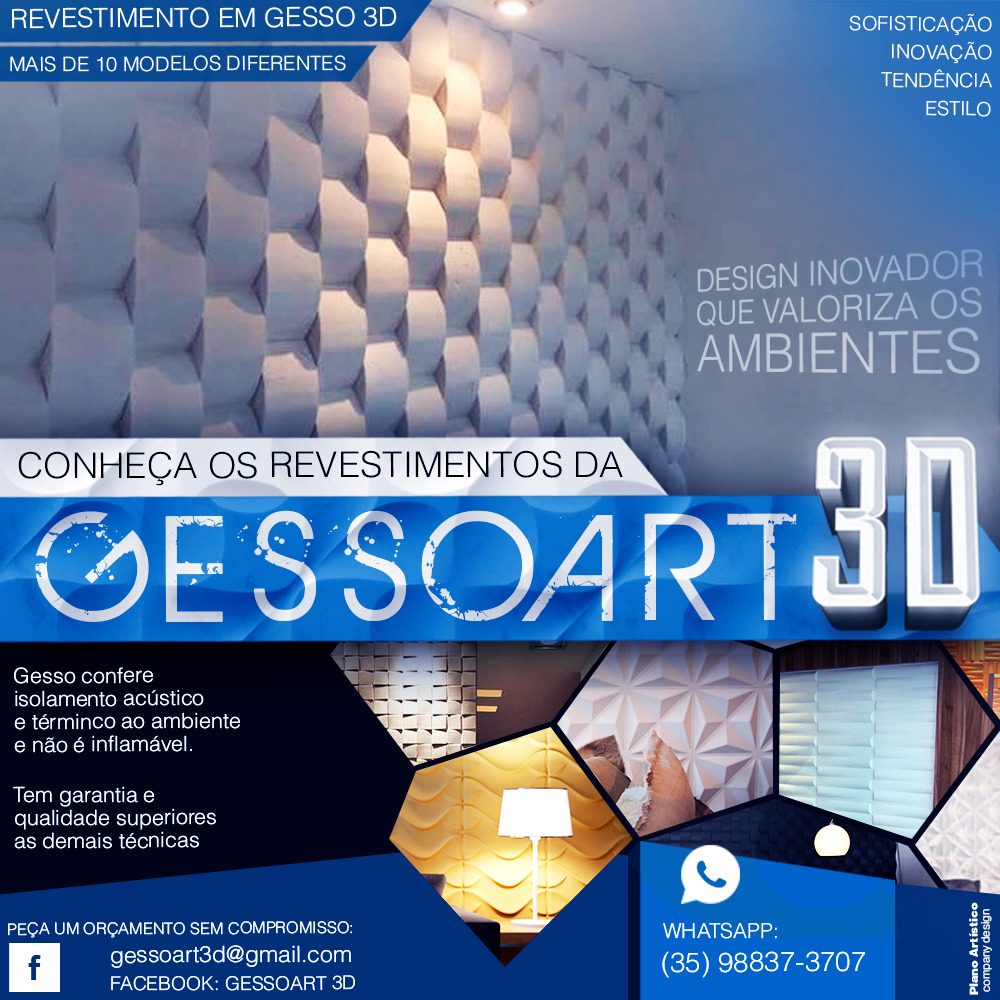 REVESTIMENTO EM GESSO 3D
MAIS DE 10 MODELOS DIFERENTES
SOFISTICAÇÃO
INOVAÇÃO
TENDÊNCIA
ESTILO
DESIGN INOVADOR
QUE VALORIZA OS
AMBIENTES
CONHEÇA OS REVESTIMENTOS DA
GESSOART 3D
Gesso confere
isolamento acústico
e términco ao ambiente
e não é inflamável.
Tem garantia e
qualidade superiores
as demais técnicas
PEÇA UM ORÇAMENTO SEM COMPROMISSO:
f
gessoart3d@gmail.com
FACEBOOK: GESSOART 3D
WHATSAPP:
(35) 98837-3707
Plano Artístico
company design